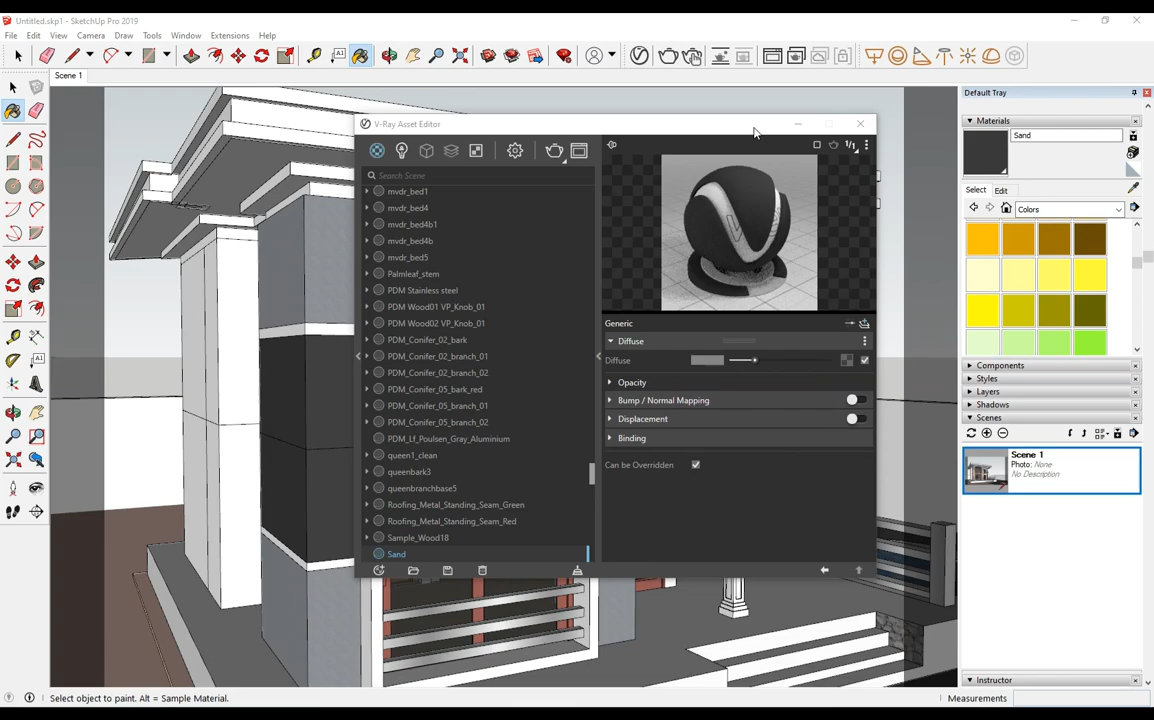 Untitled.skp1 - SketchUp Pro 2019
File Edit View Camera Draw Tools Window Extensions Help
Scene 1
Default Tray
V-Ray Asset Editor
Materials
Sand
Search Scene
Select Edit
Colors
mvdr_bed1
mvdr_bed4
mvdr_bed4b1
mvdr_bed4b
mvdr_bed5
Palmleaf_stem
PDM Stainless steel
PDM Wood01 VP_Knob_01
PDM Wood02 VP_Knob_01
PDM_Conifer_02_bark
PDM_Conifer_02_branch_01
PDM_Conifer_02_branch_02
PDM_Conifer_05_bark_red
PDM_Conifer_05_branch_01
PDM_Conifer_05_branch_02
PDM_Lf_Poulsen_Gray_Aluminium
queen1_clean
queenbark3
queenbranchbase5
Roofing_Metal_Standing_Seam_Green
Roofing_Metal_Standing_Seam_Red
Sample_Wood18
Sand
1/1
Generic
Diffuse
Diffuse
Opacity
Bump / Normal Mapping
Displacement
Binding
Can be Overridden
Components
Styles
Layers
Shadows
Scenes
Scene 1
Photo: None
No Description
Instructor
Select object to paint. Alt = Sample Material.
Measurements